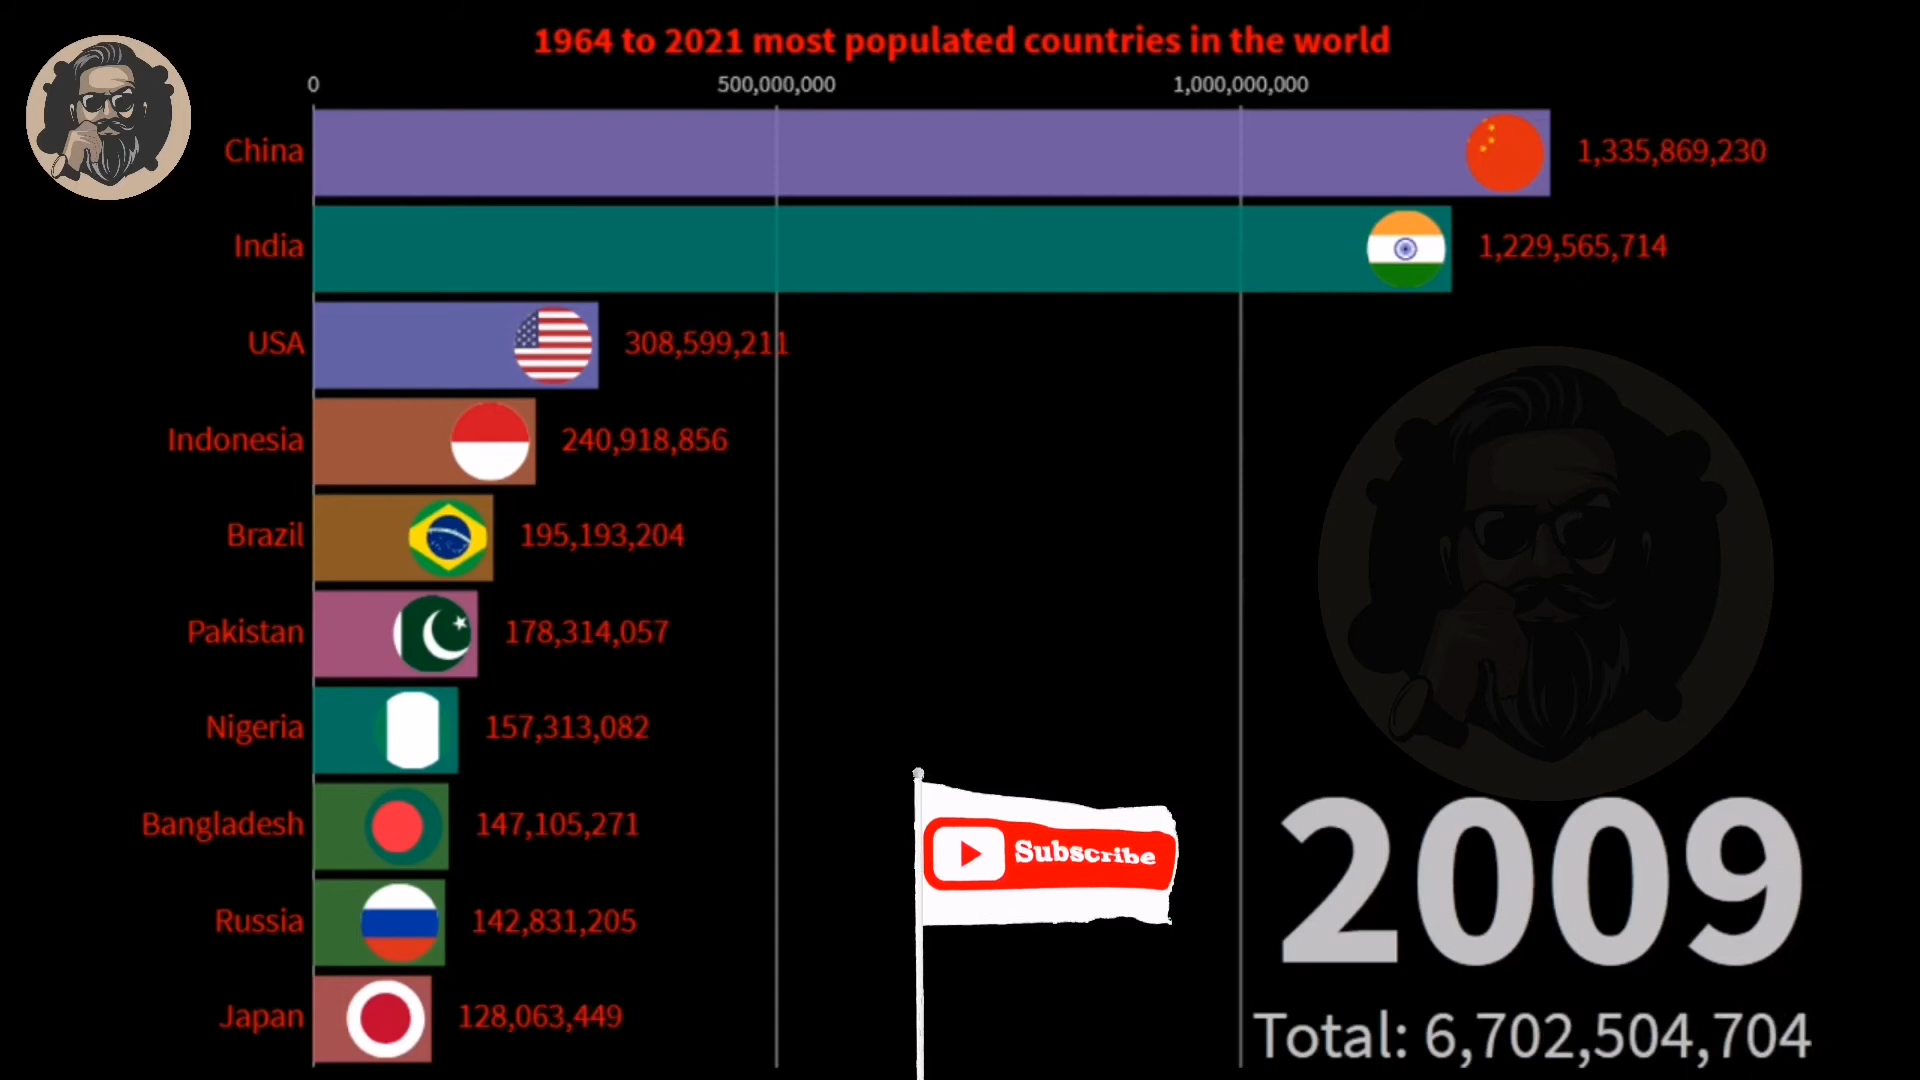 1964 to 2021 most populated countries in the world
0 500,000,000 1,000,000,000
China 1,335,869,230
India 1,229,565,714
USA 308,599,211
Indonesia 240,918,856
Brazil 195,193,204
Pakistan 178,314,057
Nigeria 157,313,082
Bangladesh 147,105,271
Russia 142,831,205
Japan 128,063,449
Subscribe
2009
Total: 6,702,504,704